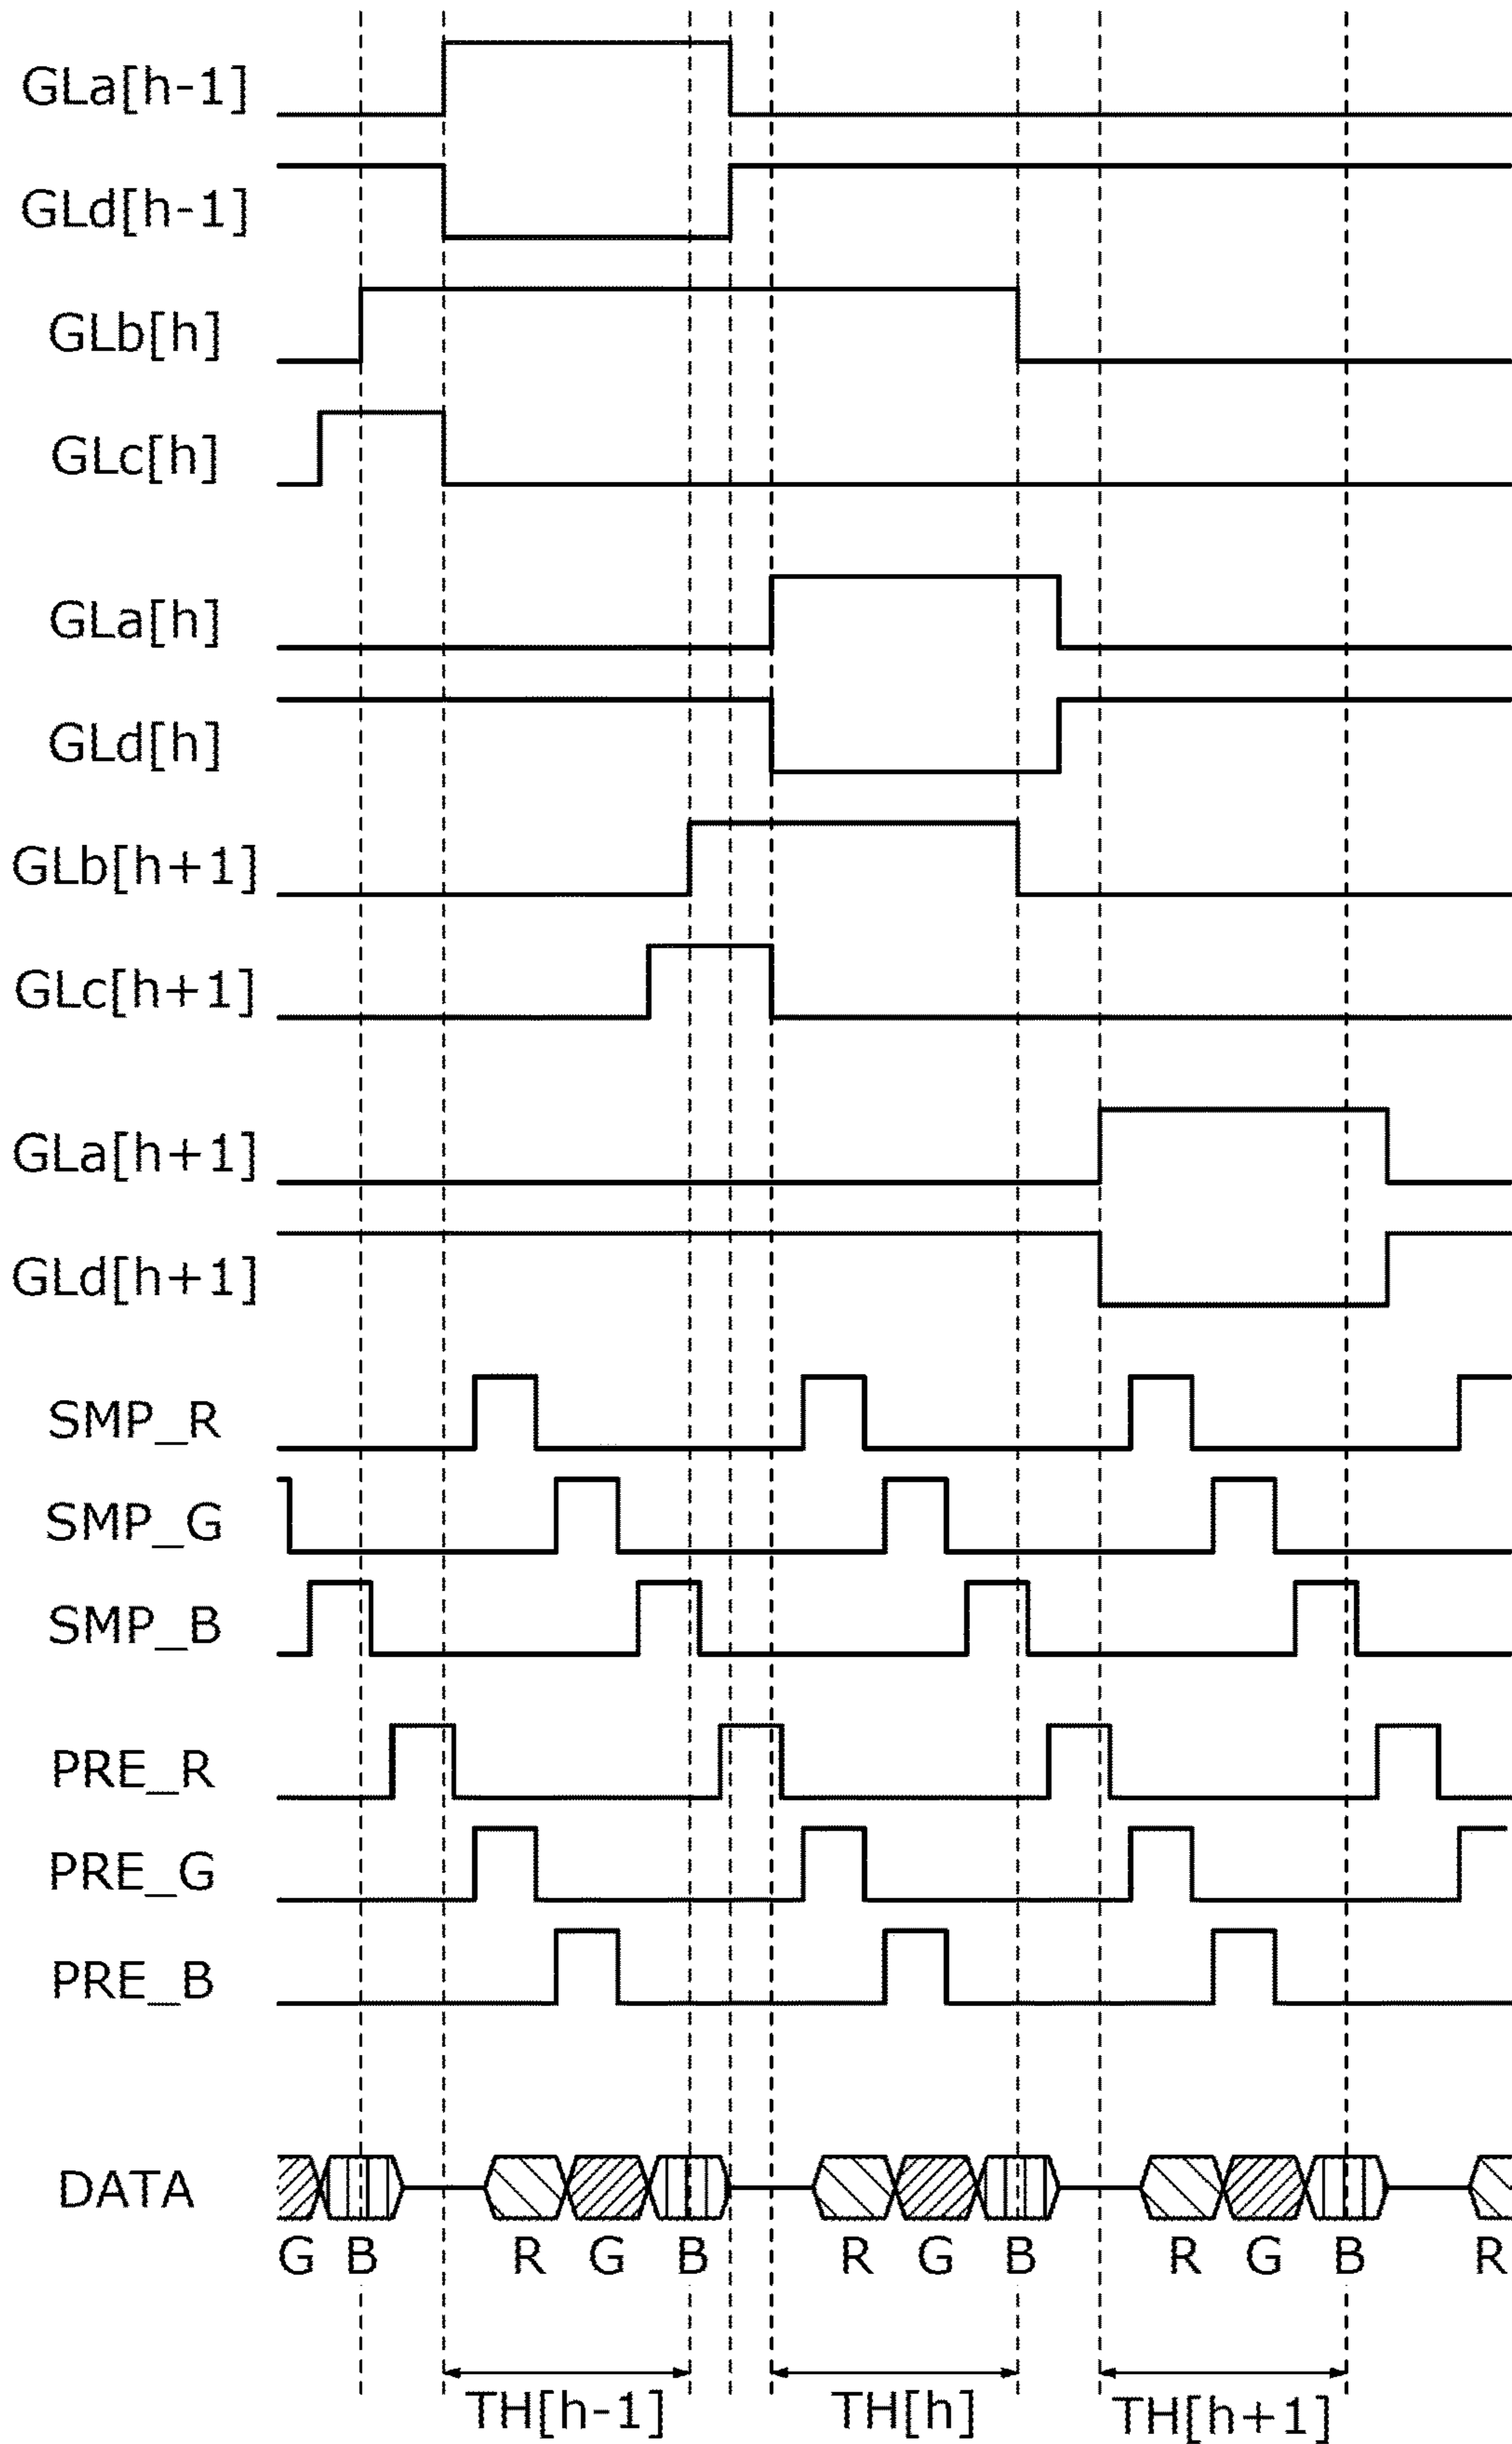 GLa[h-1]
GLd[h-1]
GLb[h]
GLc[h]
GLa[h]
GLd[h]
GLb[h+1]
GLc[h+1]
GLa[h+1]
GLd[h+1]
SMP_R
SMP_G
SMP_B
PRE_R
PRE_G
PRE_B
DATA
G B R G B R G B R G B R
TH[h-1] TH[h] TH[h+1]